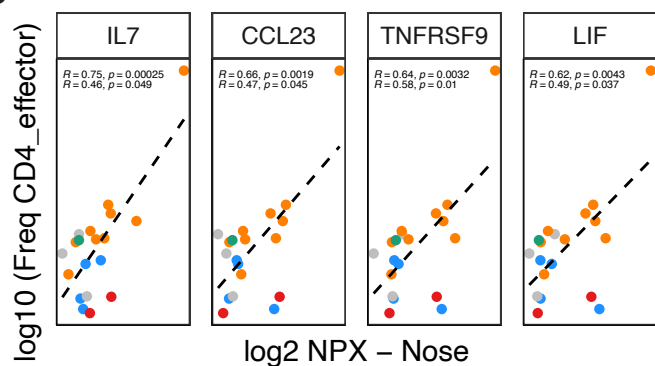 IL7
CCL23
TNFRSF9
LIF
R = 0.75, p = 0.00025
R = 0.46, p = 0.049
R = 0.66, p = 0.0019
R = 0.47, p = 0.045
R = 0.64, p = 0.0032
R = 0.58, p = 0.01
R = 0.62, p = 0.0043
R = 0.49, p = 0.037
log10 (Freq CD4_effector)
log2 NPX – Nose